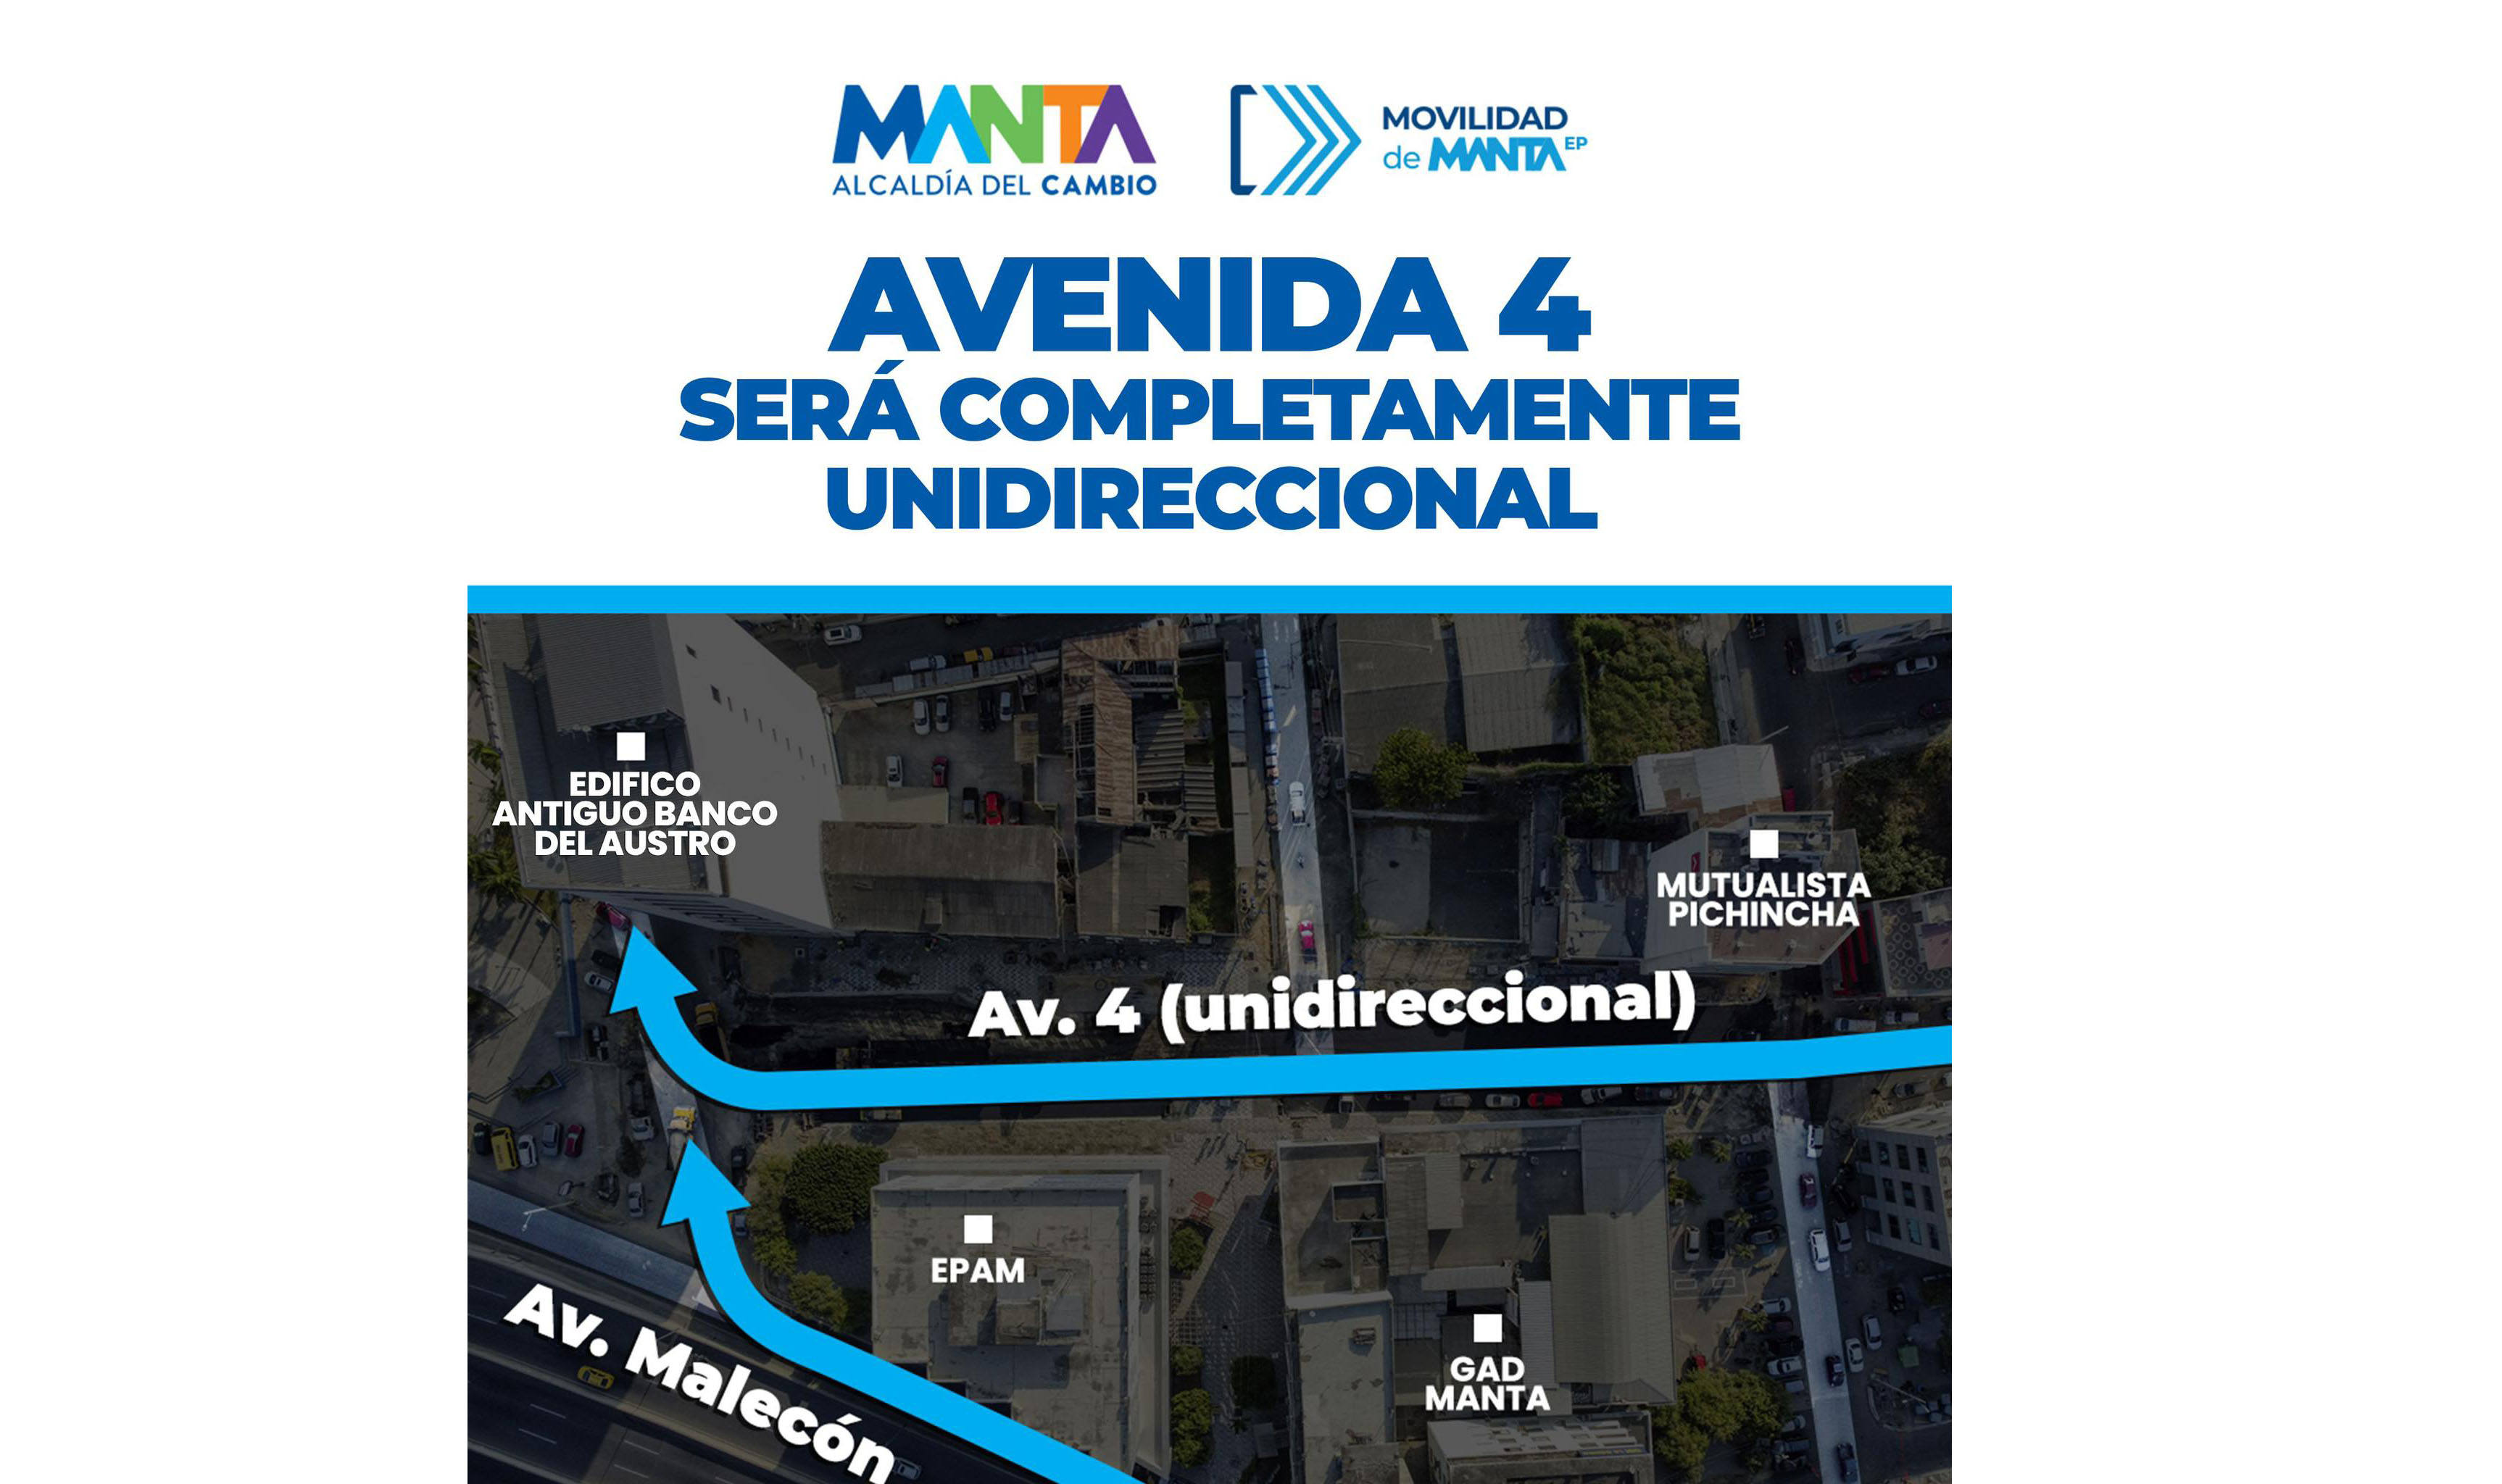 MANTA
ALCALDÍA DEL CAMBIO
MOVILIDAD
de MANTA EP
AVENIDA 4
SERÁ COMPLETAMENTE
UNIDIRECCIONAL
EDIFICO
ANTIGUO BANCO
DEL AUSTRO
MUTUALISTA
PICHINCHA
Av. 4 (unidireccional)
EPAM
GAD
MANTA
Av. Malecón